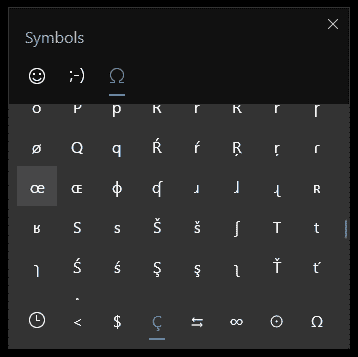 Symbols
;-) Ω
P p R r R r
ø Q q Ŕ ŕ Ŗ ŗ ɾ
œ ɶ ɸ ʠ ɹ ɺ ɻ ʀ
ʁ S s Š š ʃ T t
ʅ Ś ś Ş ş ʅ Ť ť
< $ Ç ⇆ ∞ ⊙ Ω